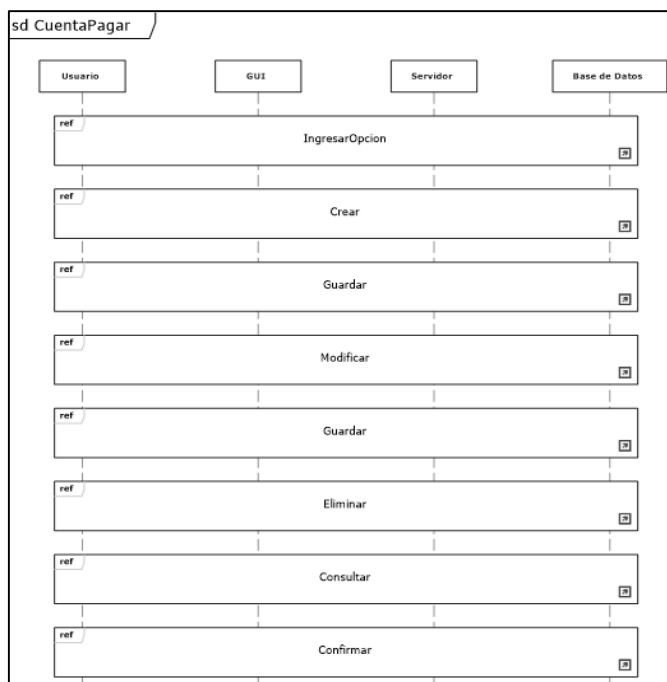 sd CuentaPagar
Usuario GUI Servidor Base de Datos
ref
IngresarOpcion
ref
Crear
ref
Guardar
ref
Modificar
ref
Guardar
ref
Eliminar
ref
Consultar
ref
Confirmar